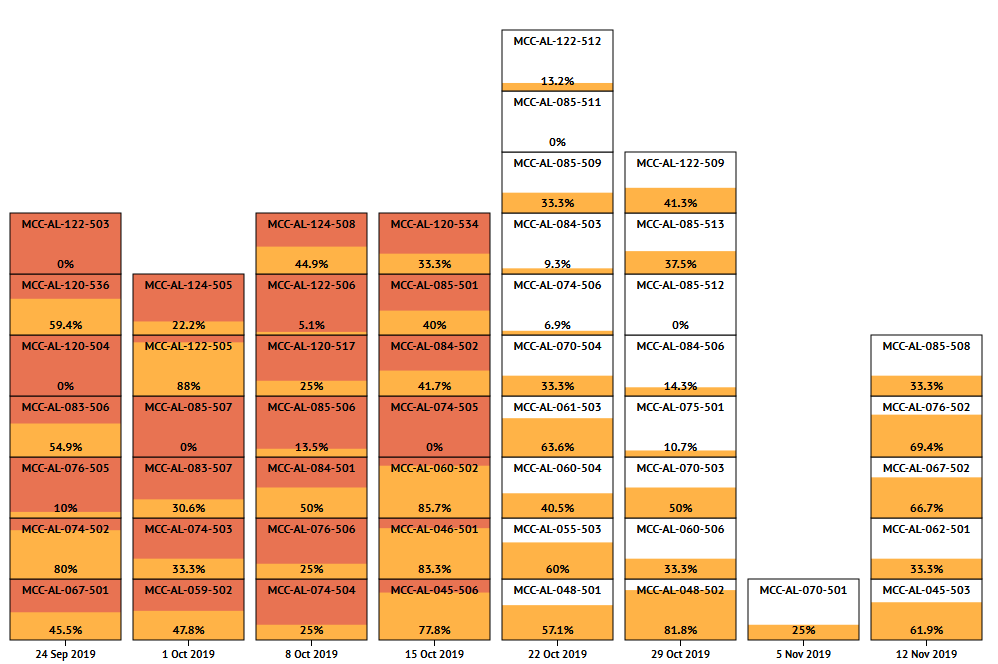 MCC-AL-122-512
13.2%
MCC-AL-085-511
0%
MCC-AL-085-509 MCC-AL-122-509
33.3% 41.3%
MCC-AL-122-503 MCC-AL-124-508 MCC-AL-120-534 MCC-AL-084-503 MCC-AL-085-513
0% 44.9% 33.3% 9.3% 37.5%
MCC-AL-120-536 MCC-AL-124-505 MCC-AL-122-506 MCC-AL-085-501 MCC-AL-074-506 MCC-AL-085-512
59.4% 22.2% 5.1% 40% 6.9% 0%
MCC-AL-120-504 MCC-AL-122-505 MCC-AL-120-517 MCC-AL-084-502 MCC-AL-070-504 MCC-AL-084-506 MCC-AL-085-508
0% 88% 25% 41.7% 33.3% 14.3% 33.3%
MCC-AL-083-506 MCC-AL-085-507 MCC-AL-085-506 MCC-AL-074-505 MCC-AL-061-503 MCC-AL-075-501 MCC-AL-076-502
54.9% 0% 13.5% 0% 63.6% 10.7% 69.4%
MCC-AL-076-505 MCC-AL-083-507 MCC-AL-084-501 MCC-AL-060-502 MCC-AL-060-504 MCC-AL-070-503 MCC-AL-067-502
10% 30.6% 50% 85.7% 40.5% 50% 66.7%
MCC-AL-074-502 MCC-AL-074-503 MCC-AL-076-506 MCC-AL-046-501 MCC-AL-055-503 MCC-AL-060-506 MCC-AL-062-501
80% 33.3% 25% 83.3% 60% 33.3% 33.3%
MCC-AL-067-501 MCC-AL-059-502 MCC-AL-074-504 MCC-AL-045-506 MCC-AL-048-501 MCC-AL-048-502 MCC-AL-070-501 MCC-AL-045-503
45.5% 47.8% 25% 77.8% 57.1% 81.8% 25% 61.9%
24 Sep 2019 1 Oct 2019 8 Oct 2019 15 Oct 2019 22 Oct 2019 29 Oct 2019 5 Nov 2019 12 Nov 2019